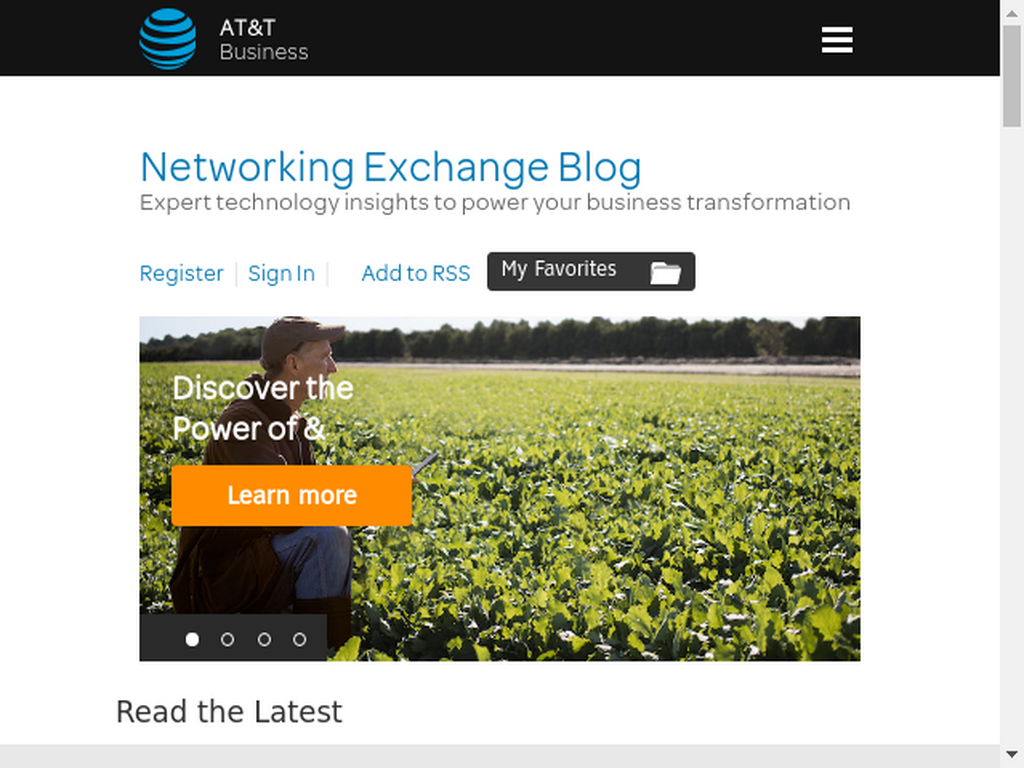 AT&T
Business
Networking Exchange Blog
Expert technology insights to power your business transformation
Register
Sign In
Add to RSS
My Favorites
Discover the
Power of &
Learn more
Read the Latest